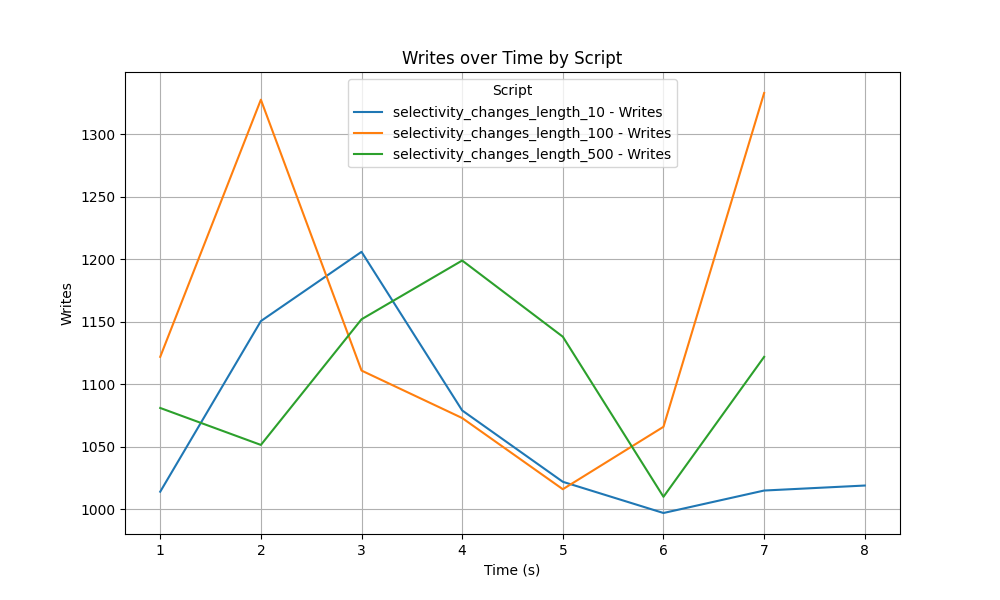 Writes over Time by Script
Script
selectivity_changes_length_10 - Writes
selectivity_changes_length_100 - Writes
selectivity_changes_length_500 - Writes
Writes
1300
1250
1200
1150
1100
1050
1000
1 2 3 4 5 6 7 8
Time (s)